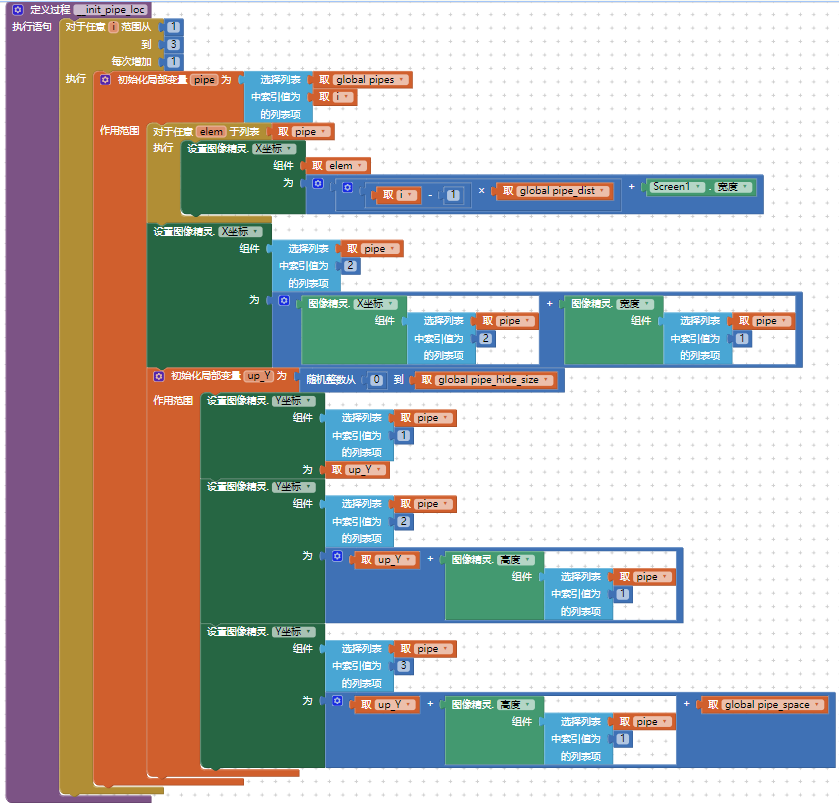 定义过程 _init_pipe_loc
执行语句 对于任意 i 范围从 1
到 3
每次增加 1
执行 初始化局部变量 pipe 为 选择列表 取 global pipes
中索引值为 取 i
的列表项
作用范围 对于任意 elem 于列表 取 pipe
执行 设置图像精灵. X坐标
组件 取 elem
为 取 i - 1 × 取 global pipe_dist + Screen1 . 宽度
设置图像精灵. X坐标
组件 选择列表 取 pipe
中索引值为 2
的列表项
为 图像精灵. X坐标 + 图像精灵. 宽度
组件 选择列表 取 pipe 组件 选择列表 取 pipe
中索引值为 2 中索引值为 1
的列表项 的列表项
初始化局部变量 up_Y 为 随机整数从 0 到 取 global pipe_hide_size
作用范围 设置图像精灵. Y坐标
组件 选择列表 取 pipe
中索引值为 1
的列表项
为 取 up_Y
设置图像精灵. Y坐标
组件 选择列表 取 pipe
中索引值为 2
的列表项
为 取 up_Y + 图像精灵. 高度
组件 选择列表 取 pipe
中索引值为 1
的列表项
设置图像精灵. Y坐标
组件 选择列表 取 pipe
中索引值为 3
的列表项
为 取 up_Y + 图像精灵. 高度 + 取 global pipe_space
组件 选择列表 取 pipe
中索引值为 1
的列表项